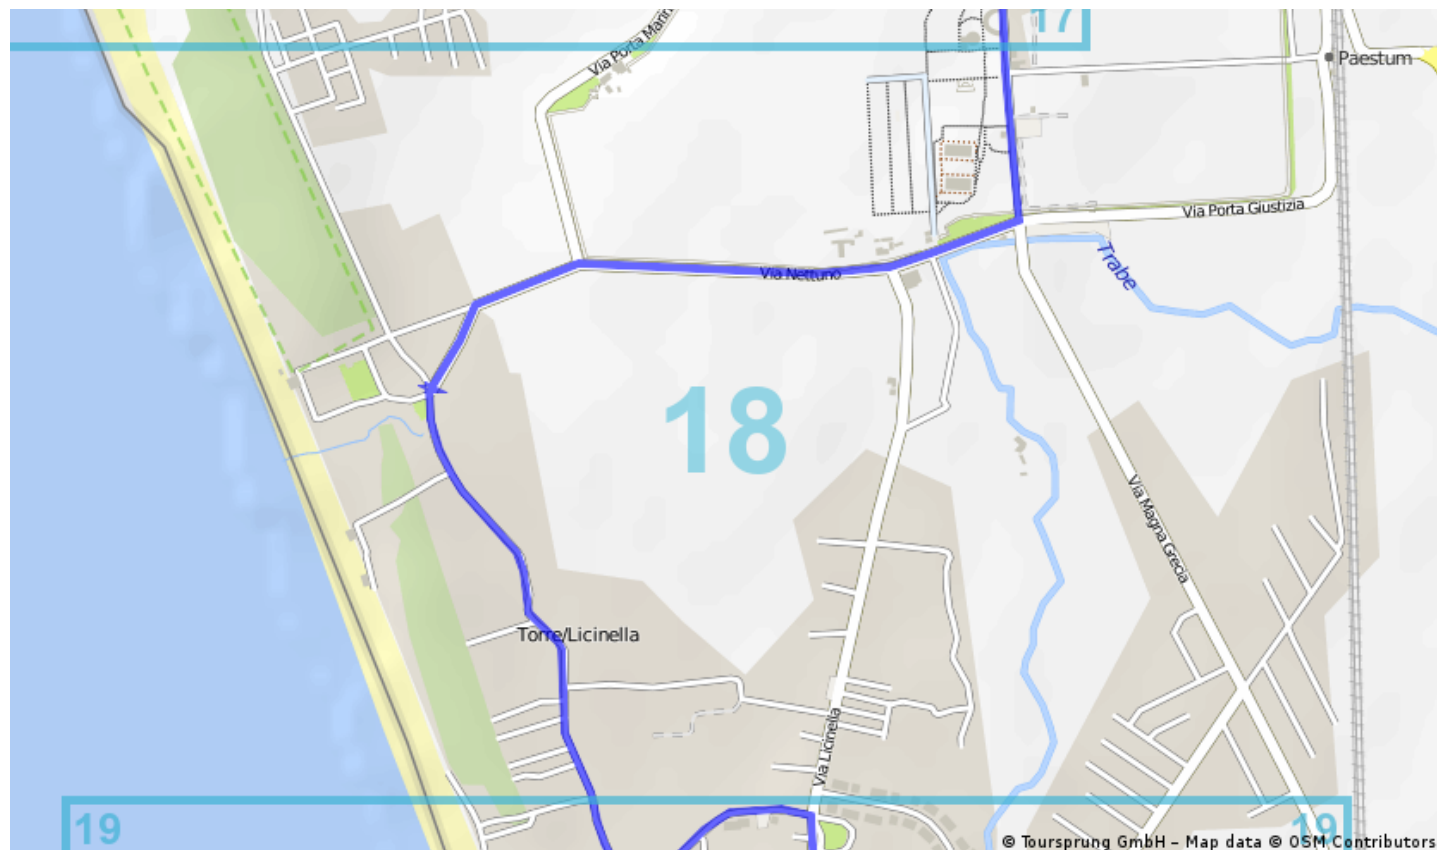 17
Via Porta Marin
Paestum
Via Porta Giustizia
Trabe
Via Nettuno
18
Via Magna Grecia
Torre/Licinella
Via Licinella
19
19
© Toursprung GmbH – Map data © OSM Contributors